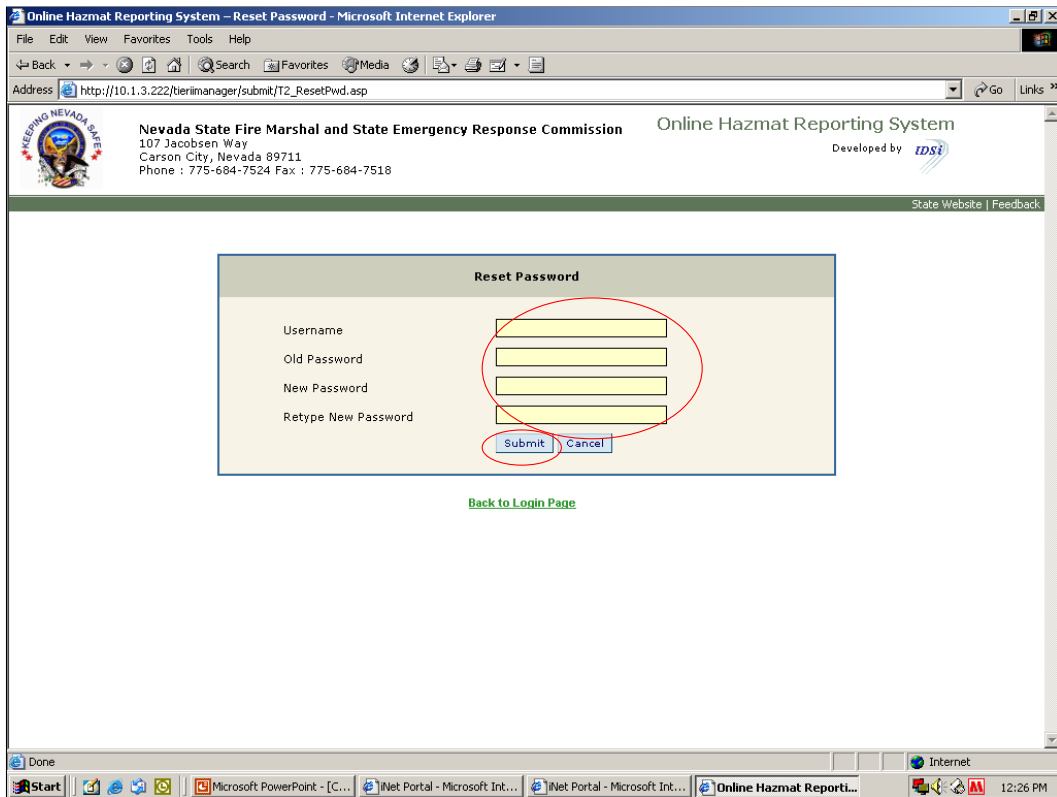 Online Hazmat Reporting System – Reset Password - Microsoft Internet Explorer
File Edit View Favorites Tools Help
Back Search Favorites Media
Address http://10.1.3.222/tieriimanager/submit/T2_ResetPwd.asp Go Links »
KEEPING NEVADA SAFE
Nevada State Fire Marshal and State Emergency Response Commission
107 Jacobsen Way
Carson City, Nevada 89711
Phone : 775-684-7524 Fax : 775-684-7518
Online Hazmat Reporting System
Developed by IDSi
State Website | Feedback
Reset Password
Username
Old Password
New Password
Retype New Password
Submit Cancel
Back to Login Page
Done Internet
Start Microsoft PowerPoint - [C... iNet Portal - Microsoft Int... iNet Portal - Microsoft Int... Online Hazmat Reporti... M 12:26 PM